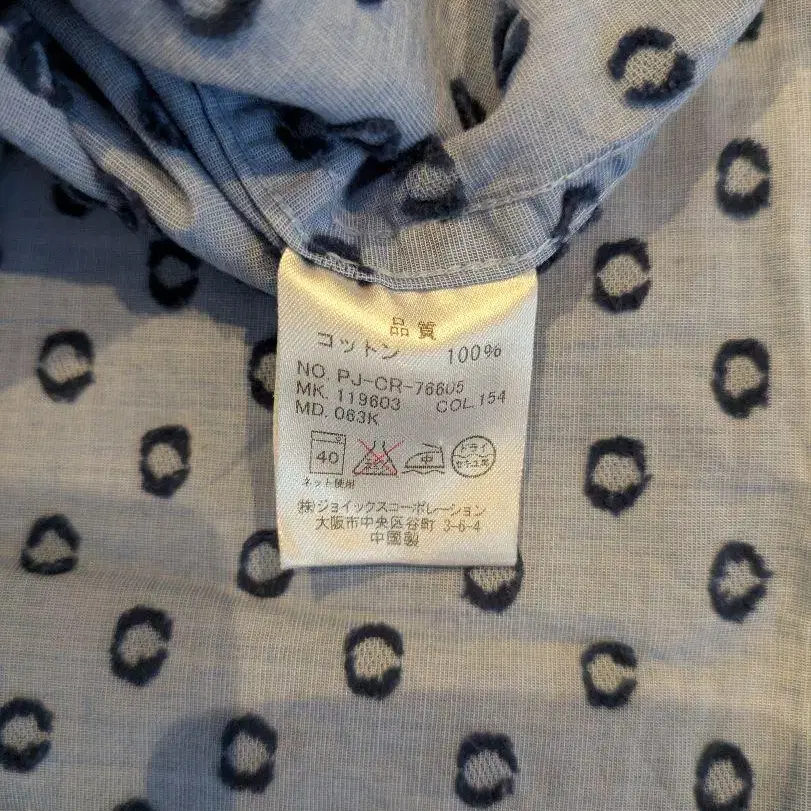 品質
コットン 100%
NO. PJ-CR-76605
MK. 119603 COL.154
MD. 063K
40 中 ドライ
ネット使用
㈱ジョイックスコーポレーション
大阪市中央区谷町 3-6-4
中國製